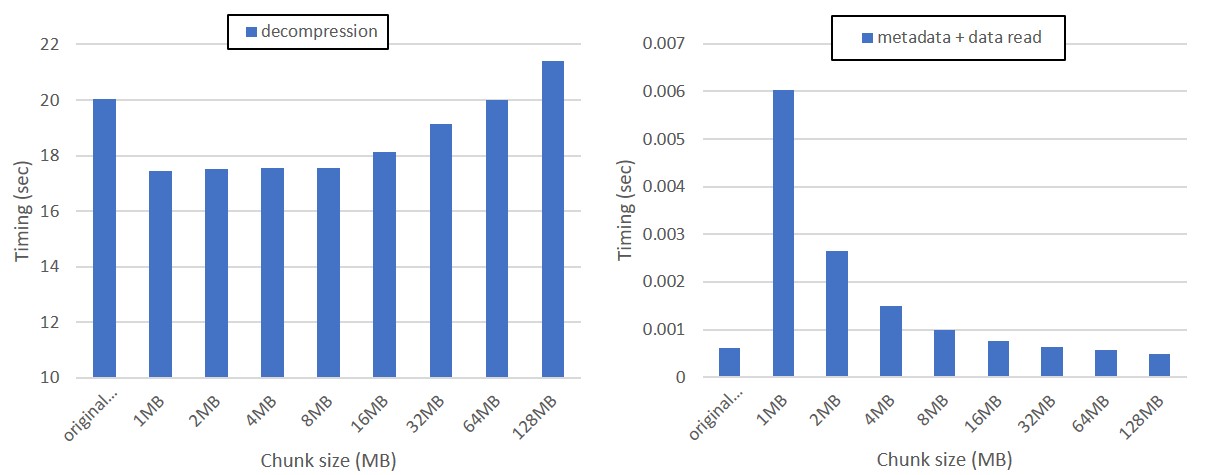 decompression
22
20
18
16
14
12
10
Timing (sec)
original...
1MB
2MB
4MB
8MB
16MB
32MB
64MB
128MB
Chunk size (MB)
metadata + data read
0.007
0.006
0.005
0.004
0.003
0.002
0.001
0
Timing (sec)
original...
1MB
2MB
4MB
8MB
16MB
32MB
64MB
128MB
Chunk size (MB)